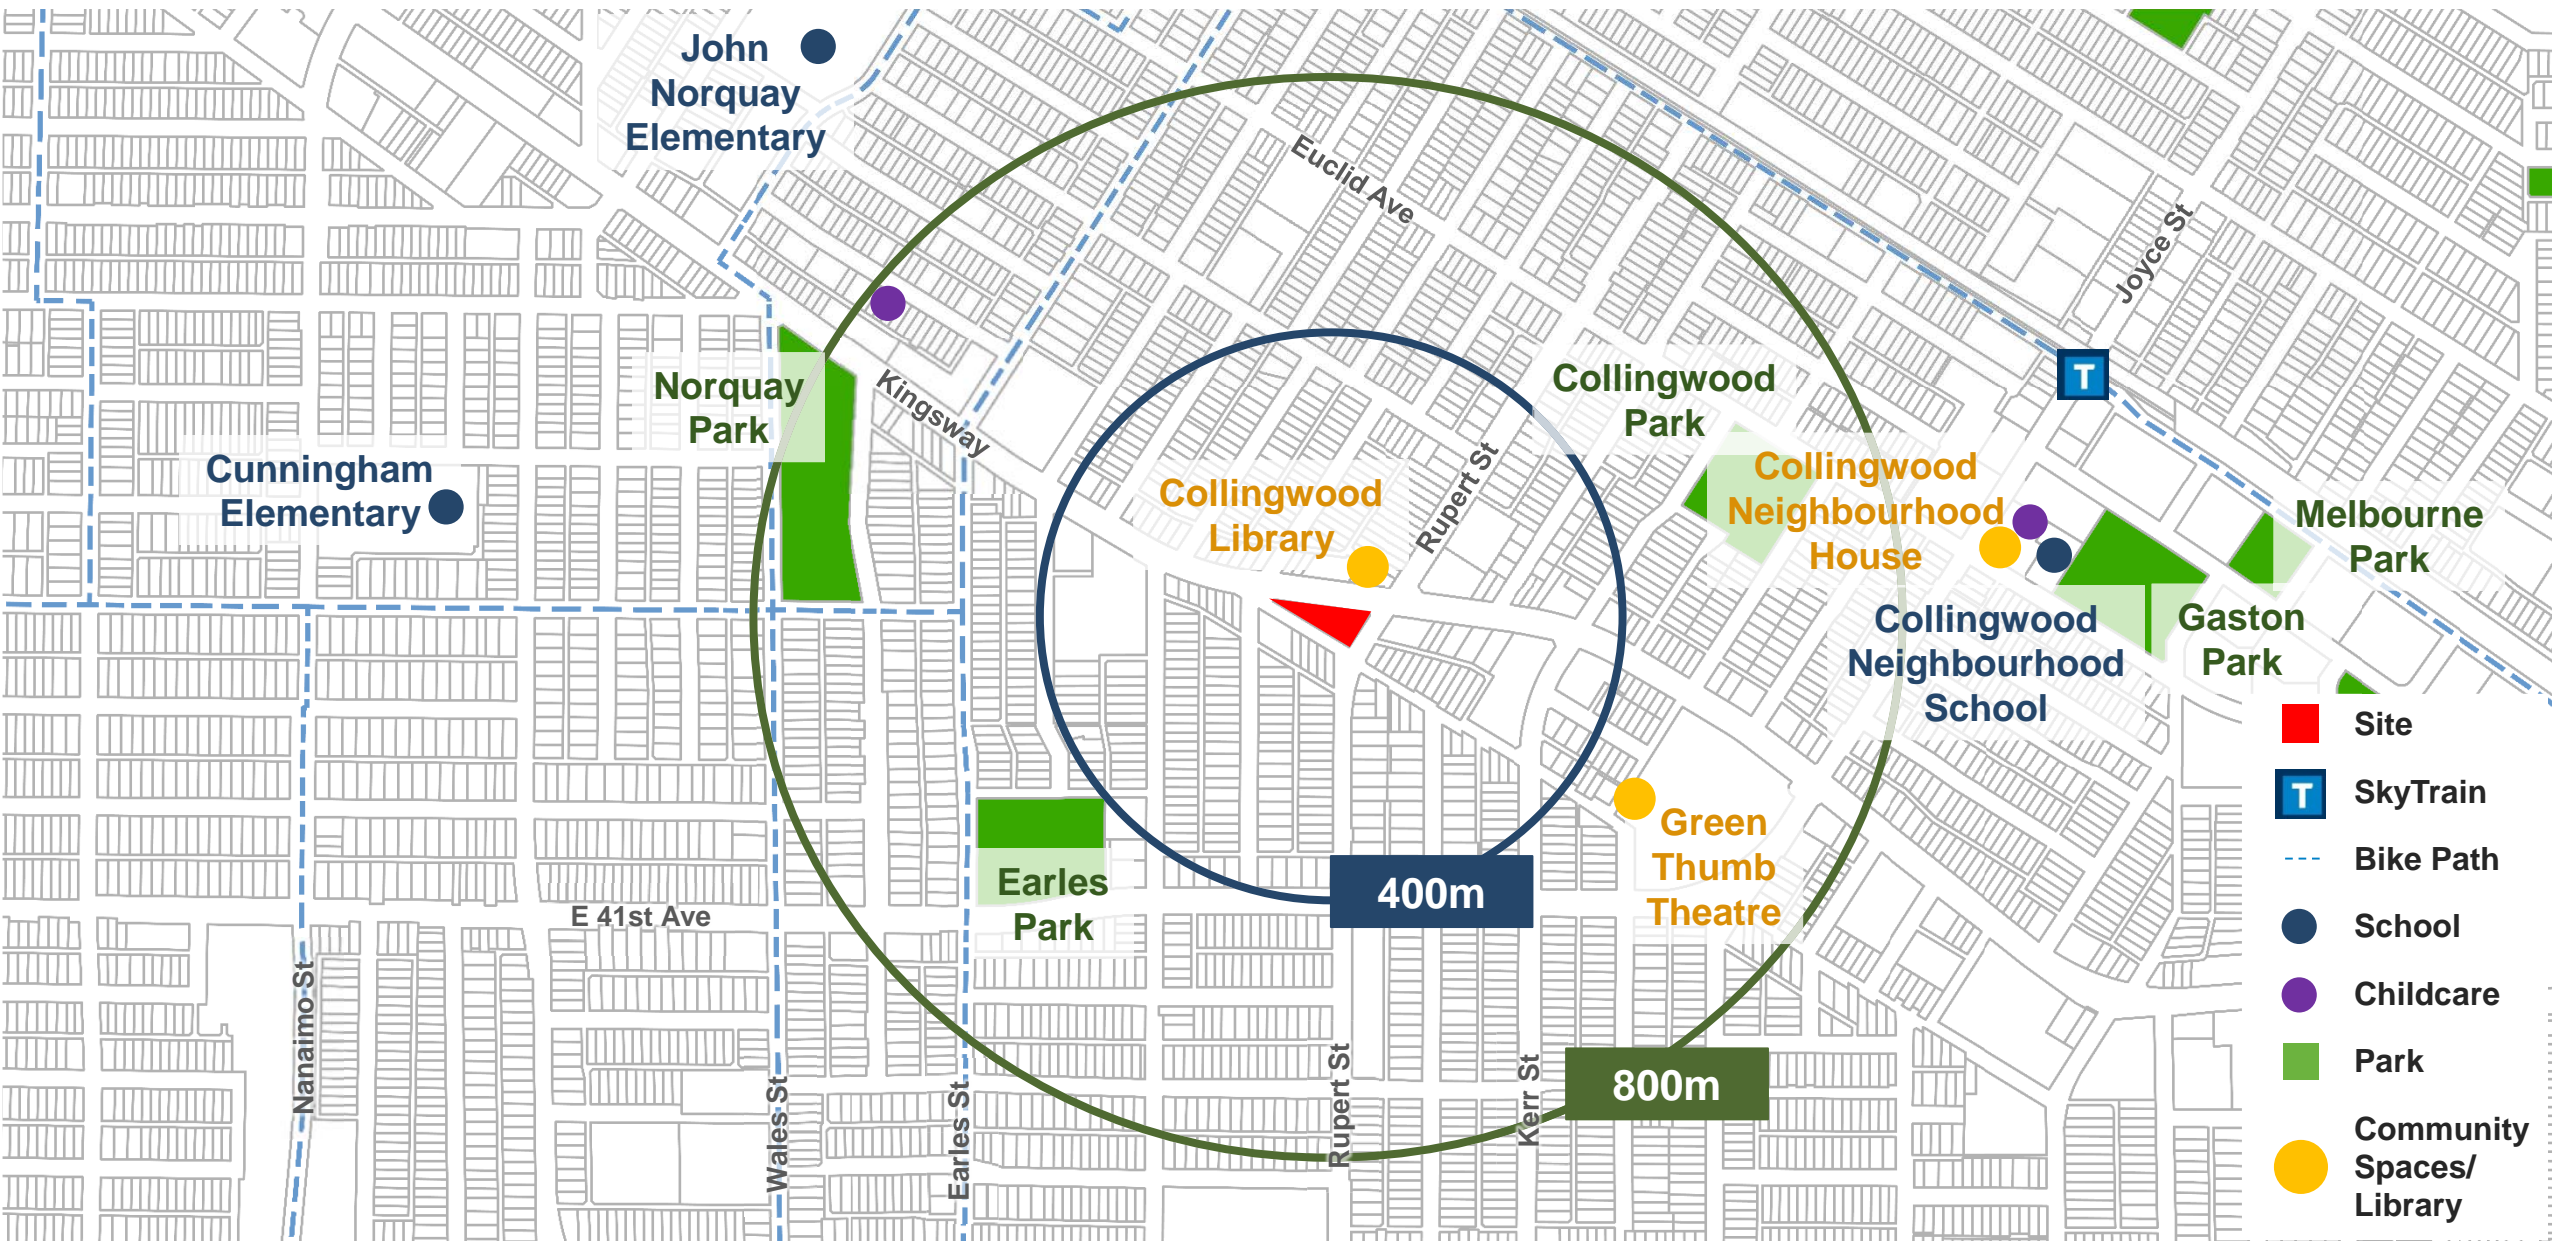 John
Norquay
Elementary
Euclid Ave
Joyce St
T
Norquay
Park
Kingsway
Collingwood
Park
Cunningham
Elementary
Collingwood
Library
Rupert St
Collingwood
Neighbourhood
House
Melbourne
Park
Collingwood
Neighbourhood
School
Gaston
Park
Earles
Park
Green
Thumb
Theatre
400m
E 41st Ave
Nanaimo St
Wales St
Earles St
Rupert St
Kerr St
800m
Site
T
SkyTrain
Bike Path
School
Childcare
Park
Community
Spaces/
Library